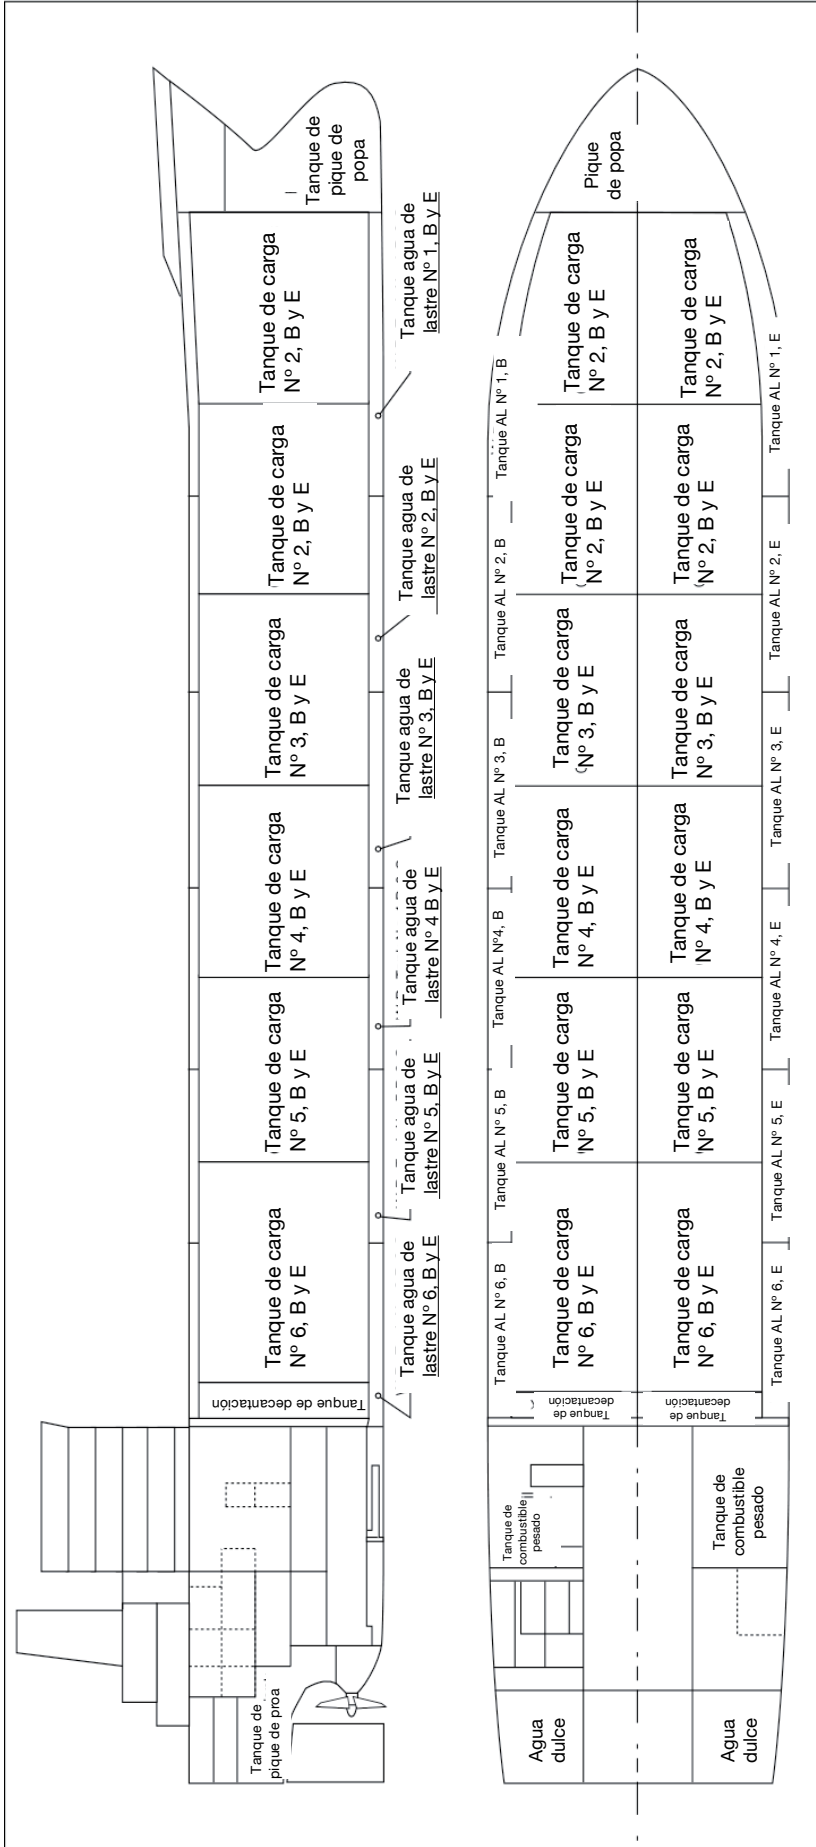 Tanque de
pique de
popa
Tanque de carga
Nº 2, B y E
Tanque de carga
Nº 2, B y E
Tanque de carga
Nº 3, B y E
Tanque de carga
Nº 4, B y E
Tanque de carga
Nº 5, B y E
Tanque de carga
Nº 6, B y E
Tanque de decantación
Tanque de
pique de proa
Tanque agua de
lastre Nº 1, B y E
Tanque agua de
lastre Nº 2, B y E
Tanque agua de
lastre Nº 3, B y E
Tanque agua de
lastre Nº 4 B y E
Tanque agua de
lastre Nº 5, B y E
Tanque agua de
lastre Nº 6, B y E
Pique
de popa
Tanque AL Nº 1, B
Tanque AL Nº 2, B
Tanque AL Nº 3, B
Tanque AL Nº4, B
Tanque AL Nº 5, B
Tanque AL Nº 6, B
Tanque de carga
Nº 2, B y E
Tanque de carga
Nº 2, B y E
Tanque de carga
Nº 3, B y E
Tanque de carga
Nº 4, B y E
Tanque de carga
Nº 5, B y E
Tanque de carga
Nº 6, B y E
Tanque de
decantación
Tanque de carga
Nº 2, B y E
Tanque de carga
Nº 2, B y E
Tanque de carga
Nº 3, B y E
Tanque de carga
Nº 4, B y E
Tanque de carga
Nº 5, B y E
Tanque de carga
Nº 6, B y E
Tanque de
decantación
Tanque AL Nº 1, E
Tanque AL Nº 2, E
Tanque AL Nº 3, E
Tanque AL Nº 4, E
Tanque AL Nº 5, E
Tanque AL Nº 6, E
Tanque de
combustible
pesado
Tanque de
combustible
pesado
Agua
dulce
Agua
dulce